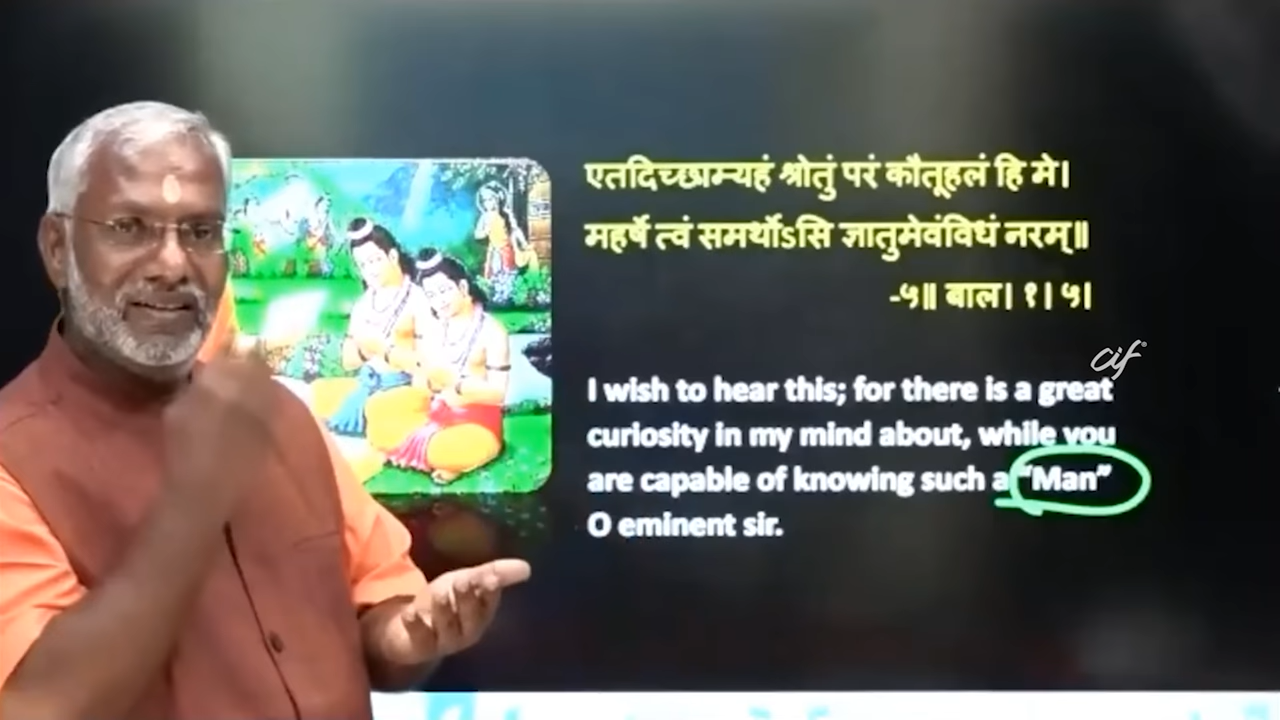 एतदिच्छाम्यहं श्रोतुं परं कौतूहलं हि मे।
महर्षे त्वं समर्थोऽसि ज्ञातुमेवंविधं नरम्॥
-५॥ बाल। १। ५।
cif
I wish to hear this; for there is a great
curiosity in my mind about, while you
are capable of knowing such a “Man”
O eminent sir.